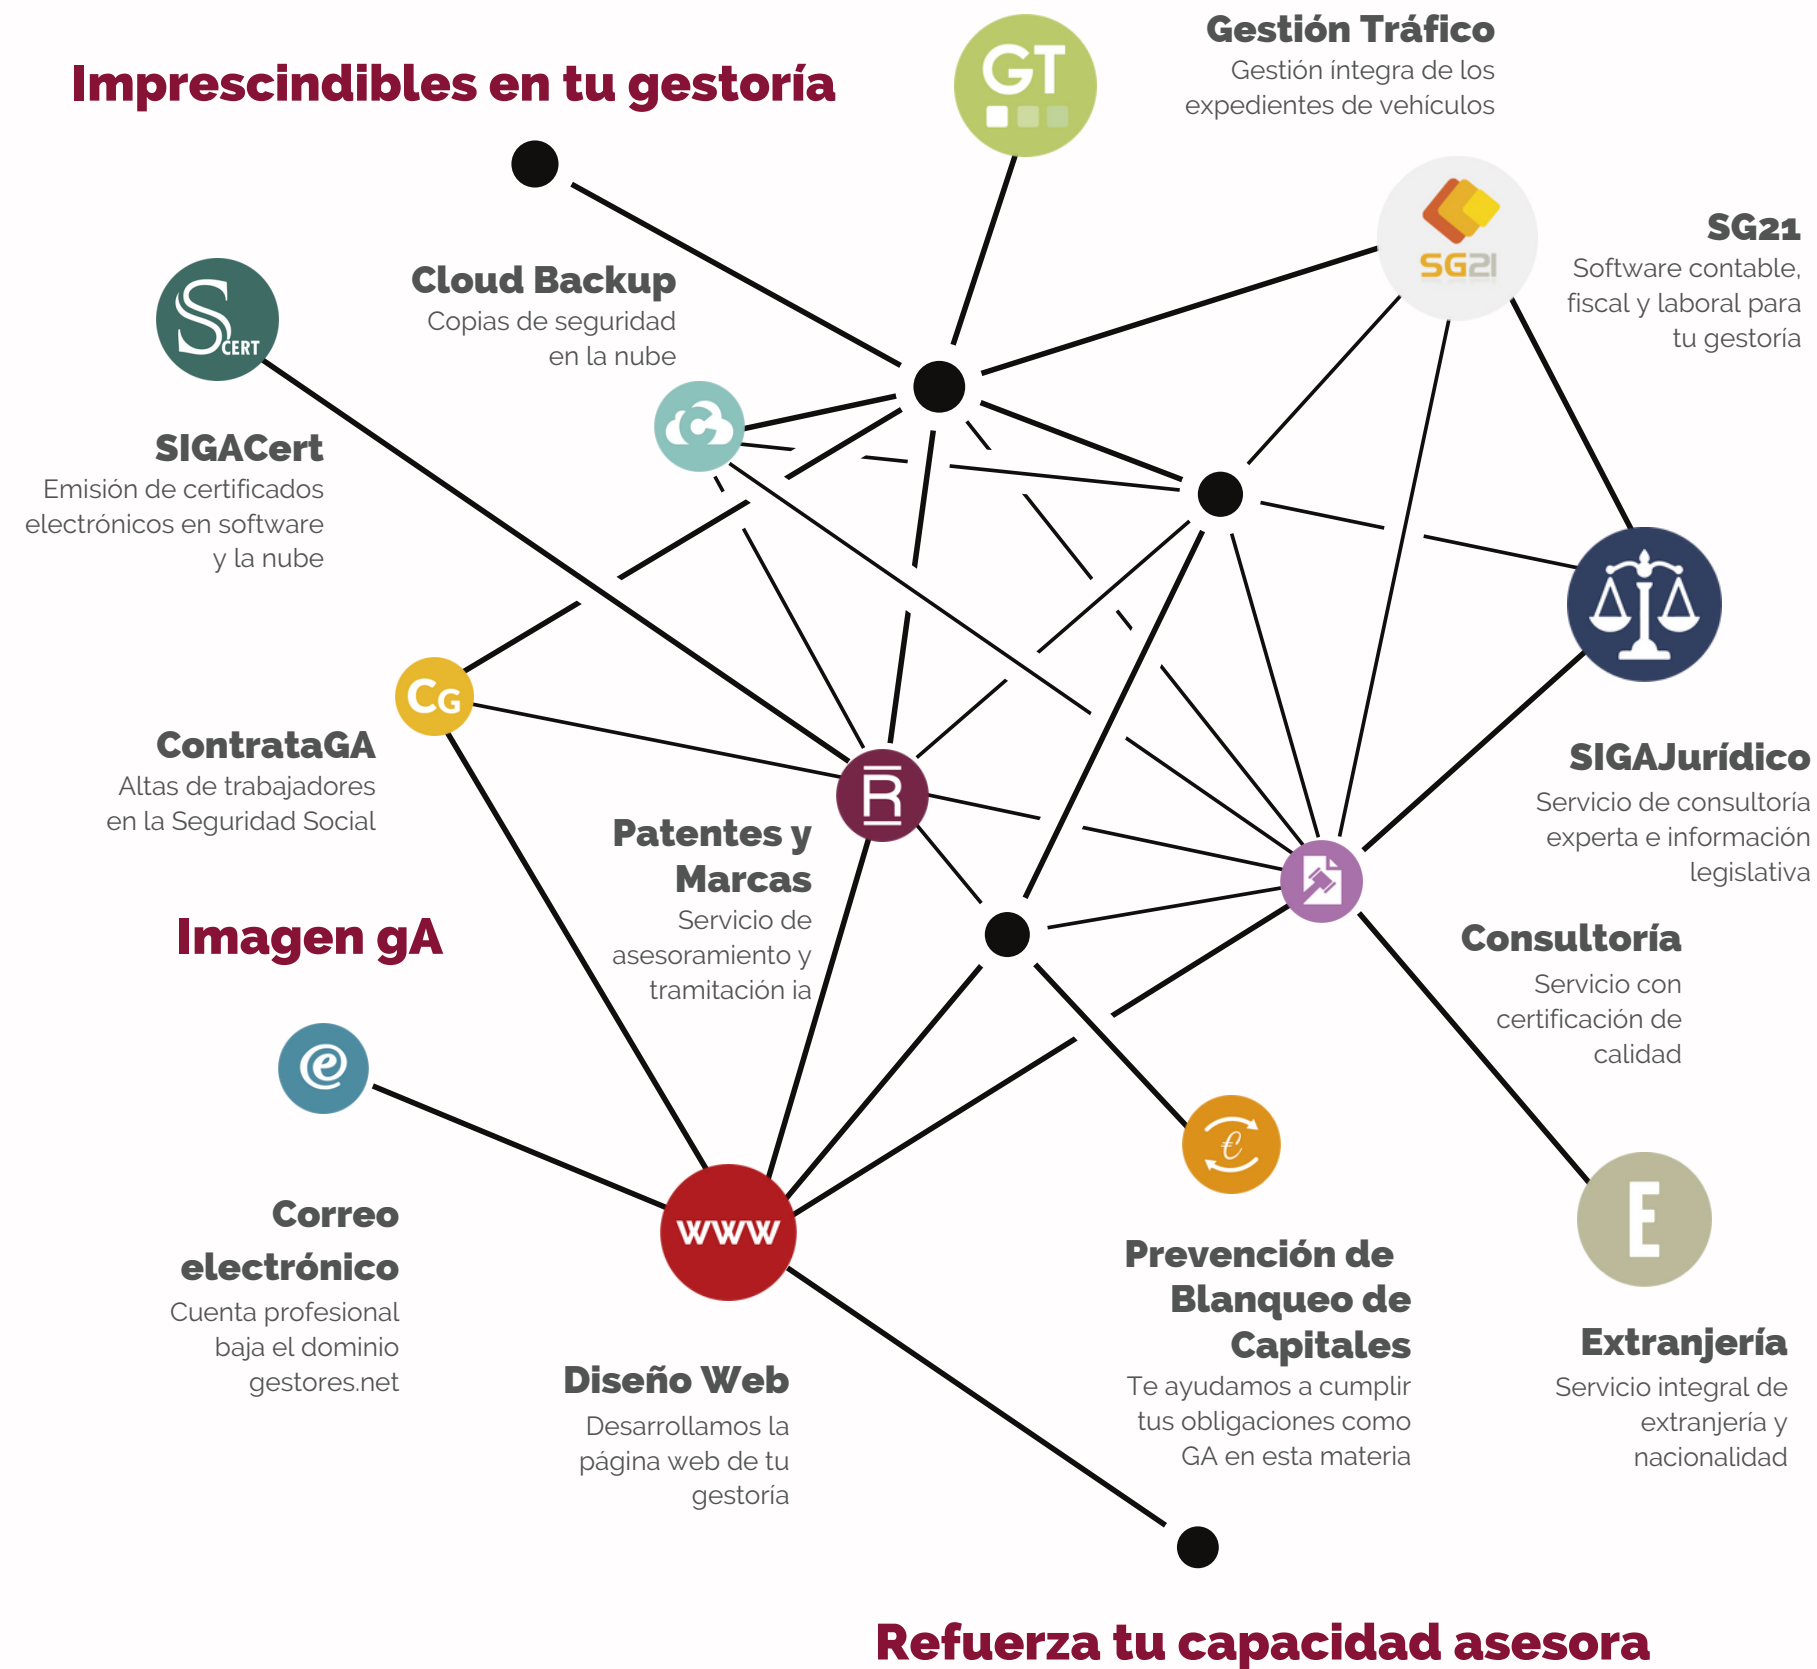 Imprescindibles en tu gestoría
GT
Gestión Tráfico
Gestión íntegra de los
expedientes de vehículos
SG21
SG21
Software contable,
fiscal y laboral para
tu gestoría
Cloud Backup
Copias de seguridad
en la nube
C
S
CERT
SIGACert
Emisión de certificados
electrónicos en software
y la nube
CG
ContrataGA
Altas de trabajadores
en la Seguridad Social
R
Patentes y
Marcas
Servicio de
asesoramiento y
tramitación ia
SIGAJurídico
Servicio de consultoría
experta e información
legislativa
Consultoría
Servicio con
certificación de
calidad
Imagen gA
@
Correo
electrónico
Cuenta profesional
baja el dominio
gestores.net
WWW
Diseño Web
Desarrollamos la
página web de tu
gestoría
€
Prevención de
Blanqueo de
Capitales
Te ayudamos a cumplir
tus obligaciones como
GA en esta materia
E
Extranjería
Servicio integral de
extranjería y
nacionalidad
Refuerza tu capacidad asesora